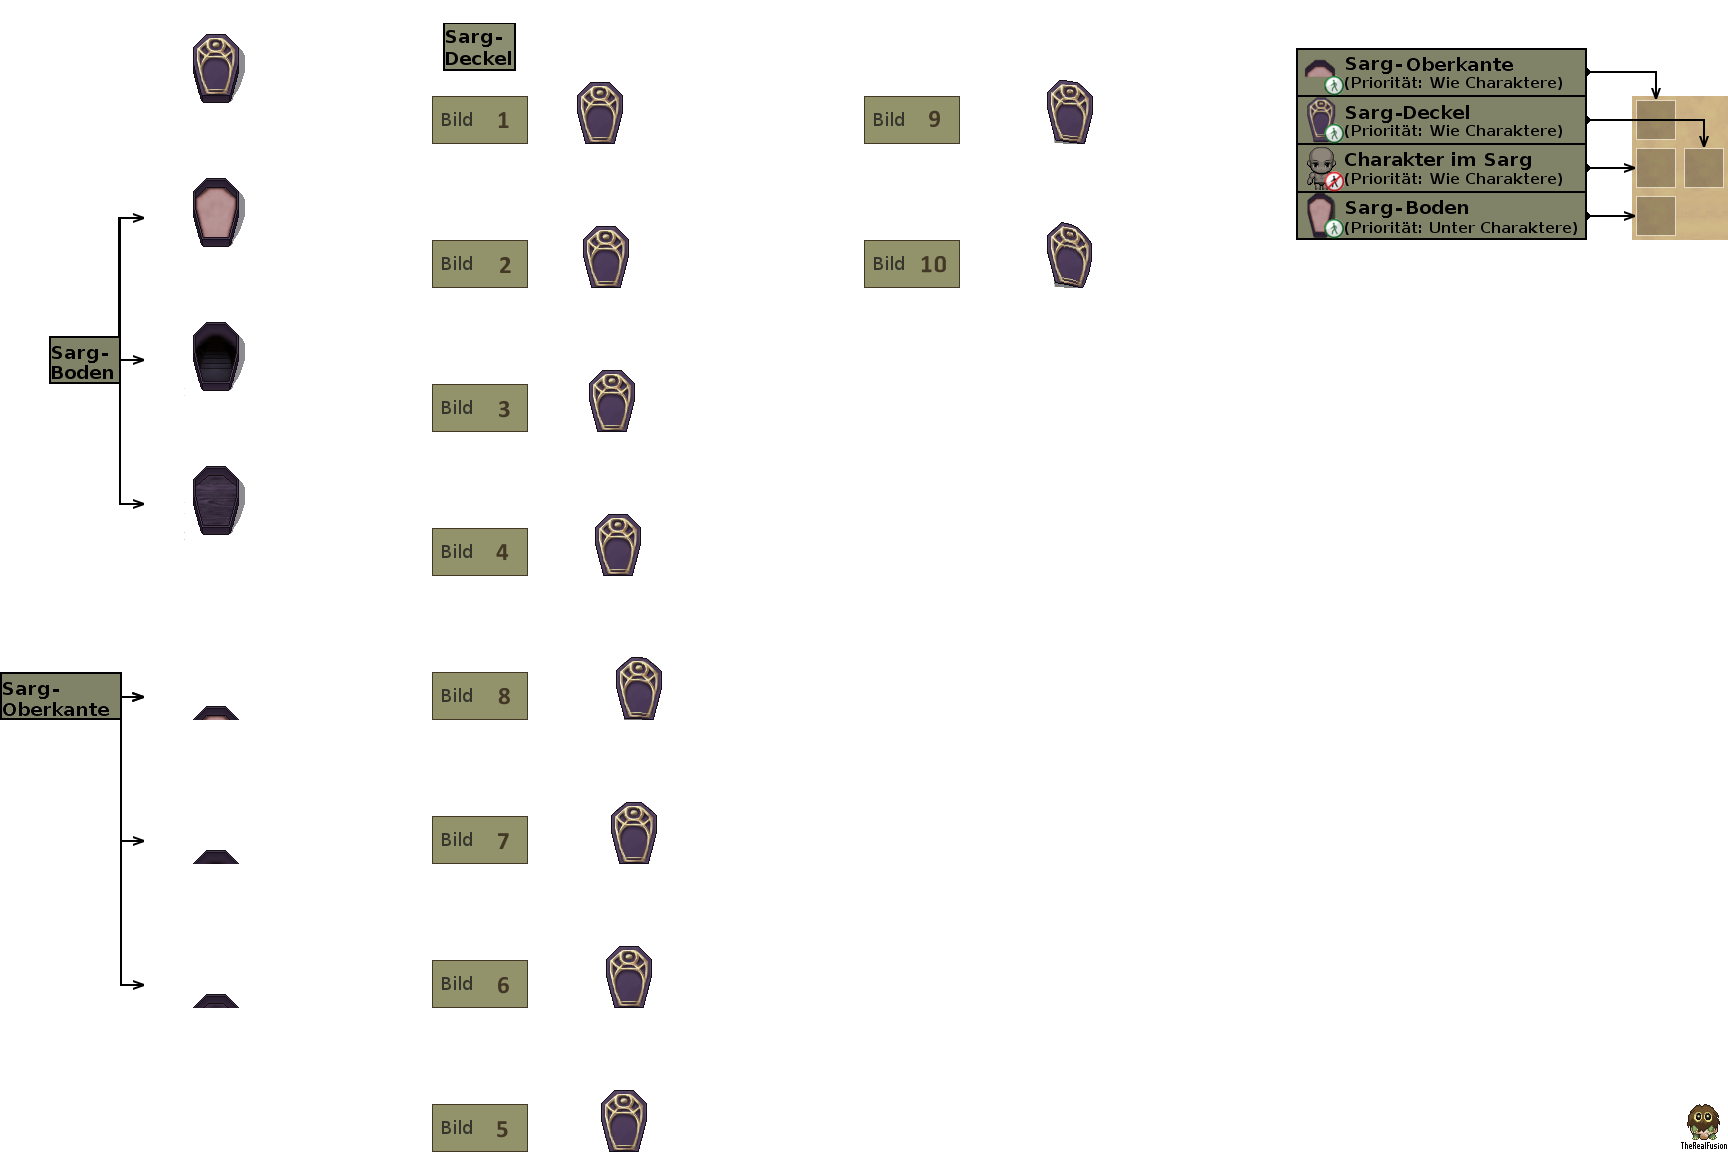 Sarg-
Deckel
Bild 1
Bild 2
Bild 3
Bild 4
Bild 8
Bild 7
Bild 6
Bild 5
Bild 9
Bild 10
Sarg-
Boden
Sarg-
Oberkante
Sarg-Oberkante
(Priorität: Wie Charaktere)
Sarg-Deckel
(Priorität: Wie Charaktere)
Charakter im Sarg
(Priorität: Wie Charaktere)
Sarg-Boden
(Priorität: Unter Charaktere)
TheRealFusion